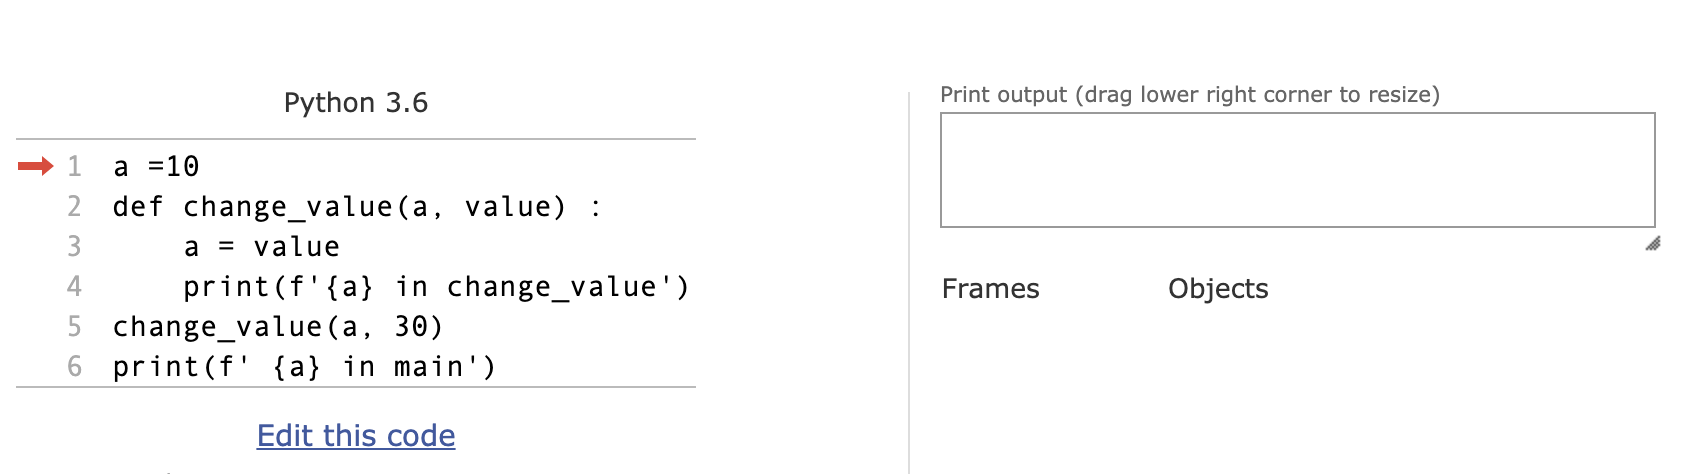 Python 3.6
1 a =10
2 def change_value(a, value) :
3     a = value
4     print(f'{a} in change_value')
5 change_value(a, 30)
6 print(f' {a} in main')
Edit this code
Print output (drag lower right corner to resize)
Frames Objects